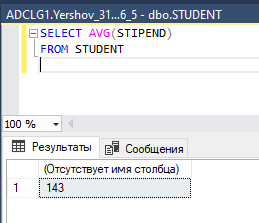 ADCLG1.Yershov_31...6_5 - dbo.STUDENT
SELECT AVG(STIPEND)
FROM STUDENT
100 %
Результаты Сообщения
(Отсутствует имя столбца)
1 143